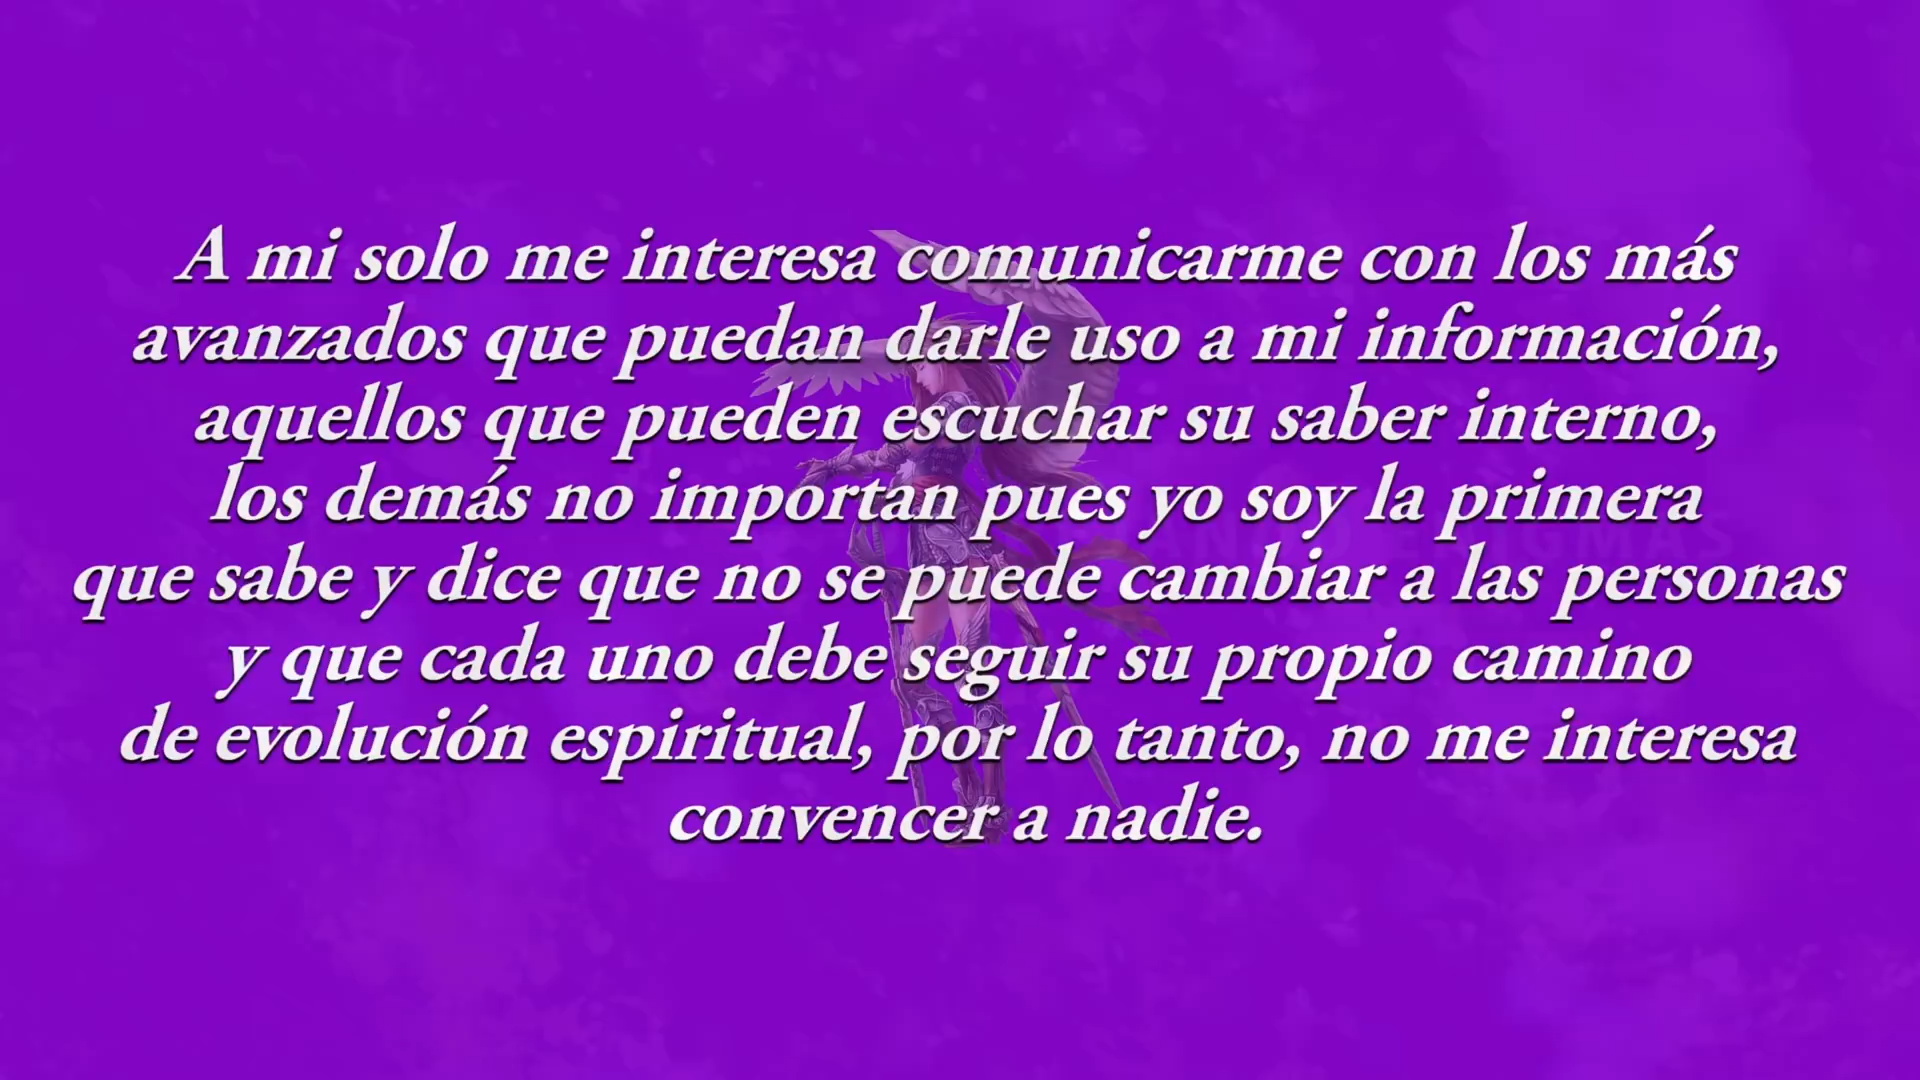 A mi solo me interesa comunicarme con los más
avanzados que puedan darle uso a mi información,
aquellos que pueden escuchar su saber interno,
los demás no importan pues yo soy la primera
que sabe y dice que no se puede cambiar a las personas
y que cada uno debe seguir su propio camino
de evolución espiritual, por lo tanto, no me interesa
convencer a nadie.